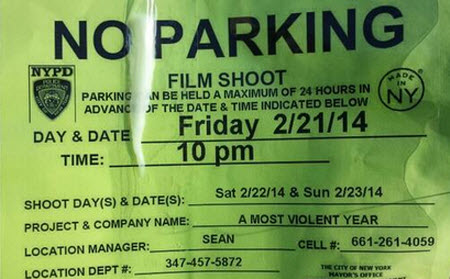 NO PARKING
NYPD
FILM SHOOT
MADE IN NY
PARKING CAN BE HELD A MAXIMUM OF 24 HOURS IN
ADVANCE OF THE DATE & TIME INDICATED BELOW
DAY & DATE Friday 2/21/14
TIME: 10 pm
SHOOT DAY(S) & DATE(S): Sat 2/22/14 & Sun 2/23/14
PROJECT & COMPANY NAME: A MOST VIOLENT YEAR
LOCATION MANAGER: SEAN CELL #: 661-261-4059
LOCATION DEPT #: 347-457-5872
THE CITY OF NEW YORK
MAYOR'S OFFICE